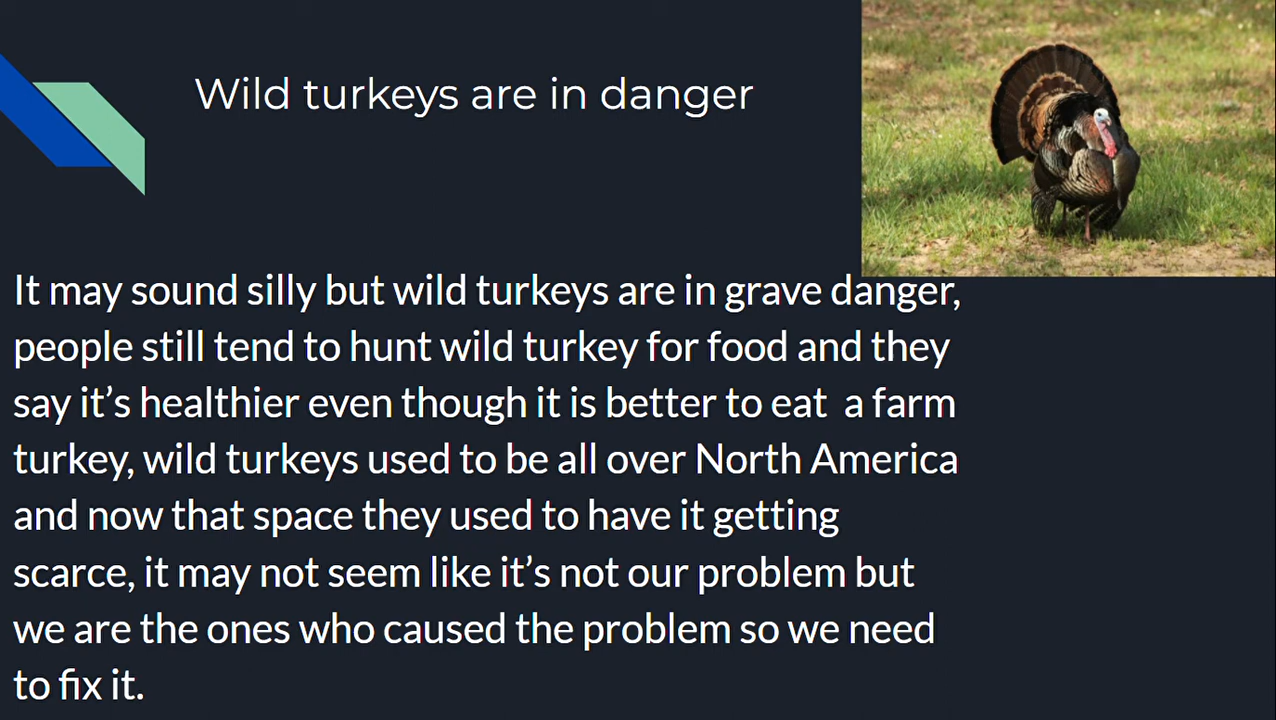 Wild turkeys are in danger
It may sound silly but wild turkeys are in grave danger,
people still tend to hunt wild turkey for food and they
say it’s healthier even though it is better to eat  a farm
turkey, wild turkeys used to be all over North America
and now that space they used to have it getting
scarce, it may not seem like it’s not our problem but
we are the ones who caused the problem so we need
to fix it.